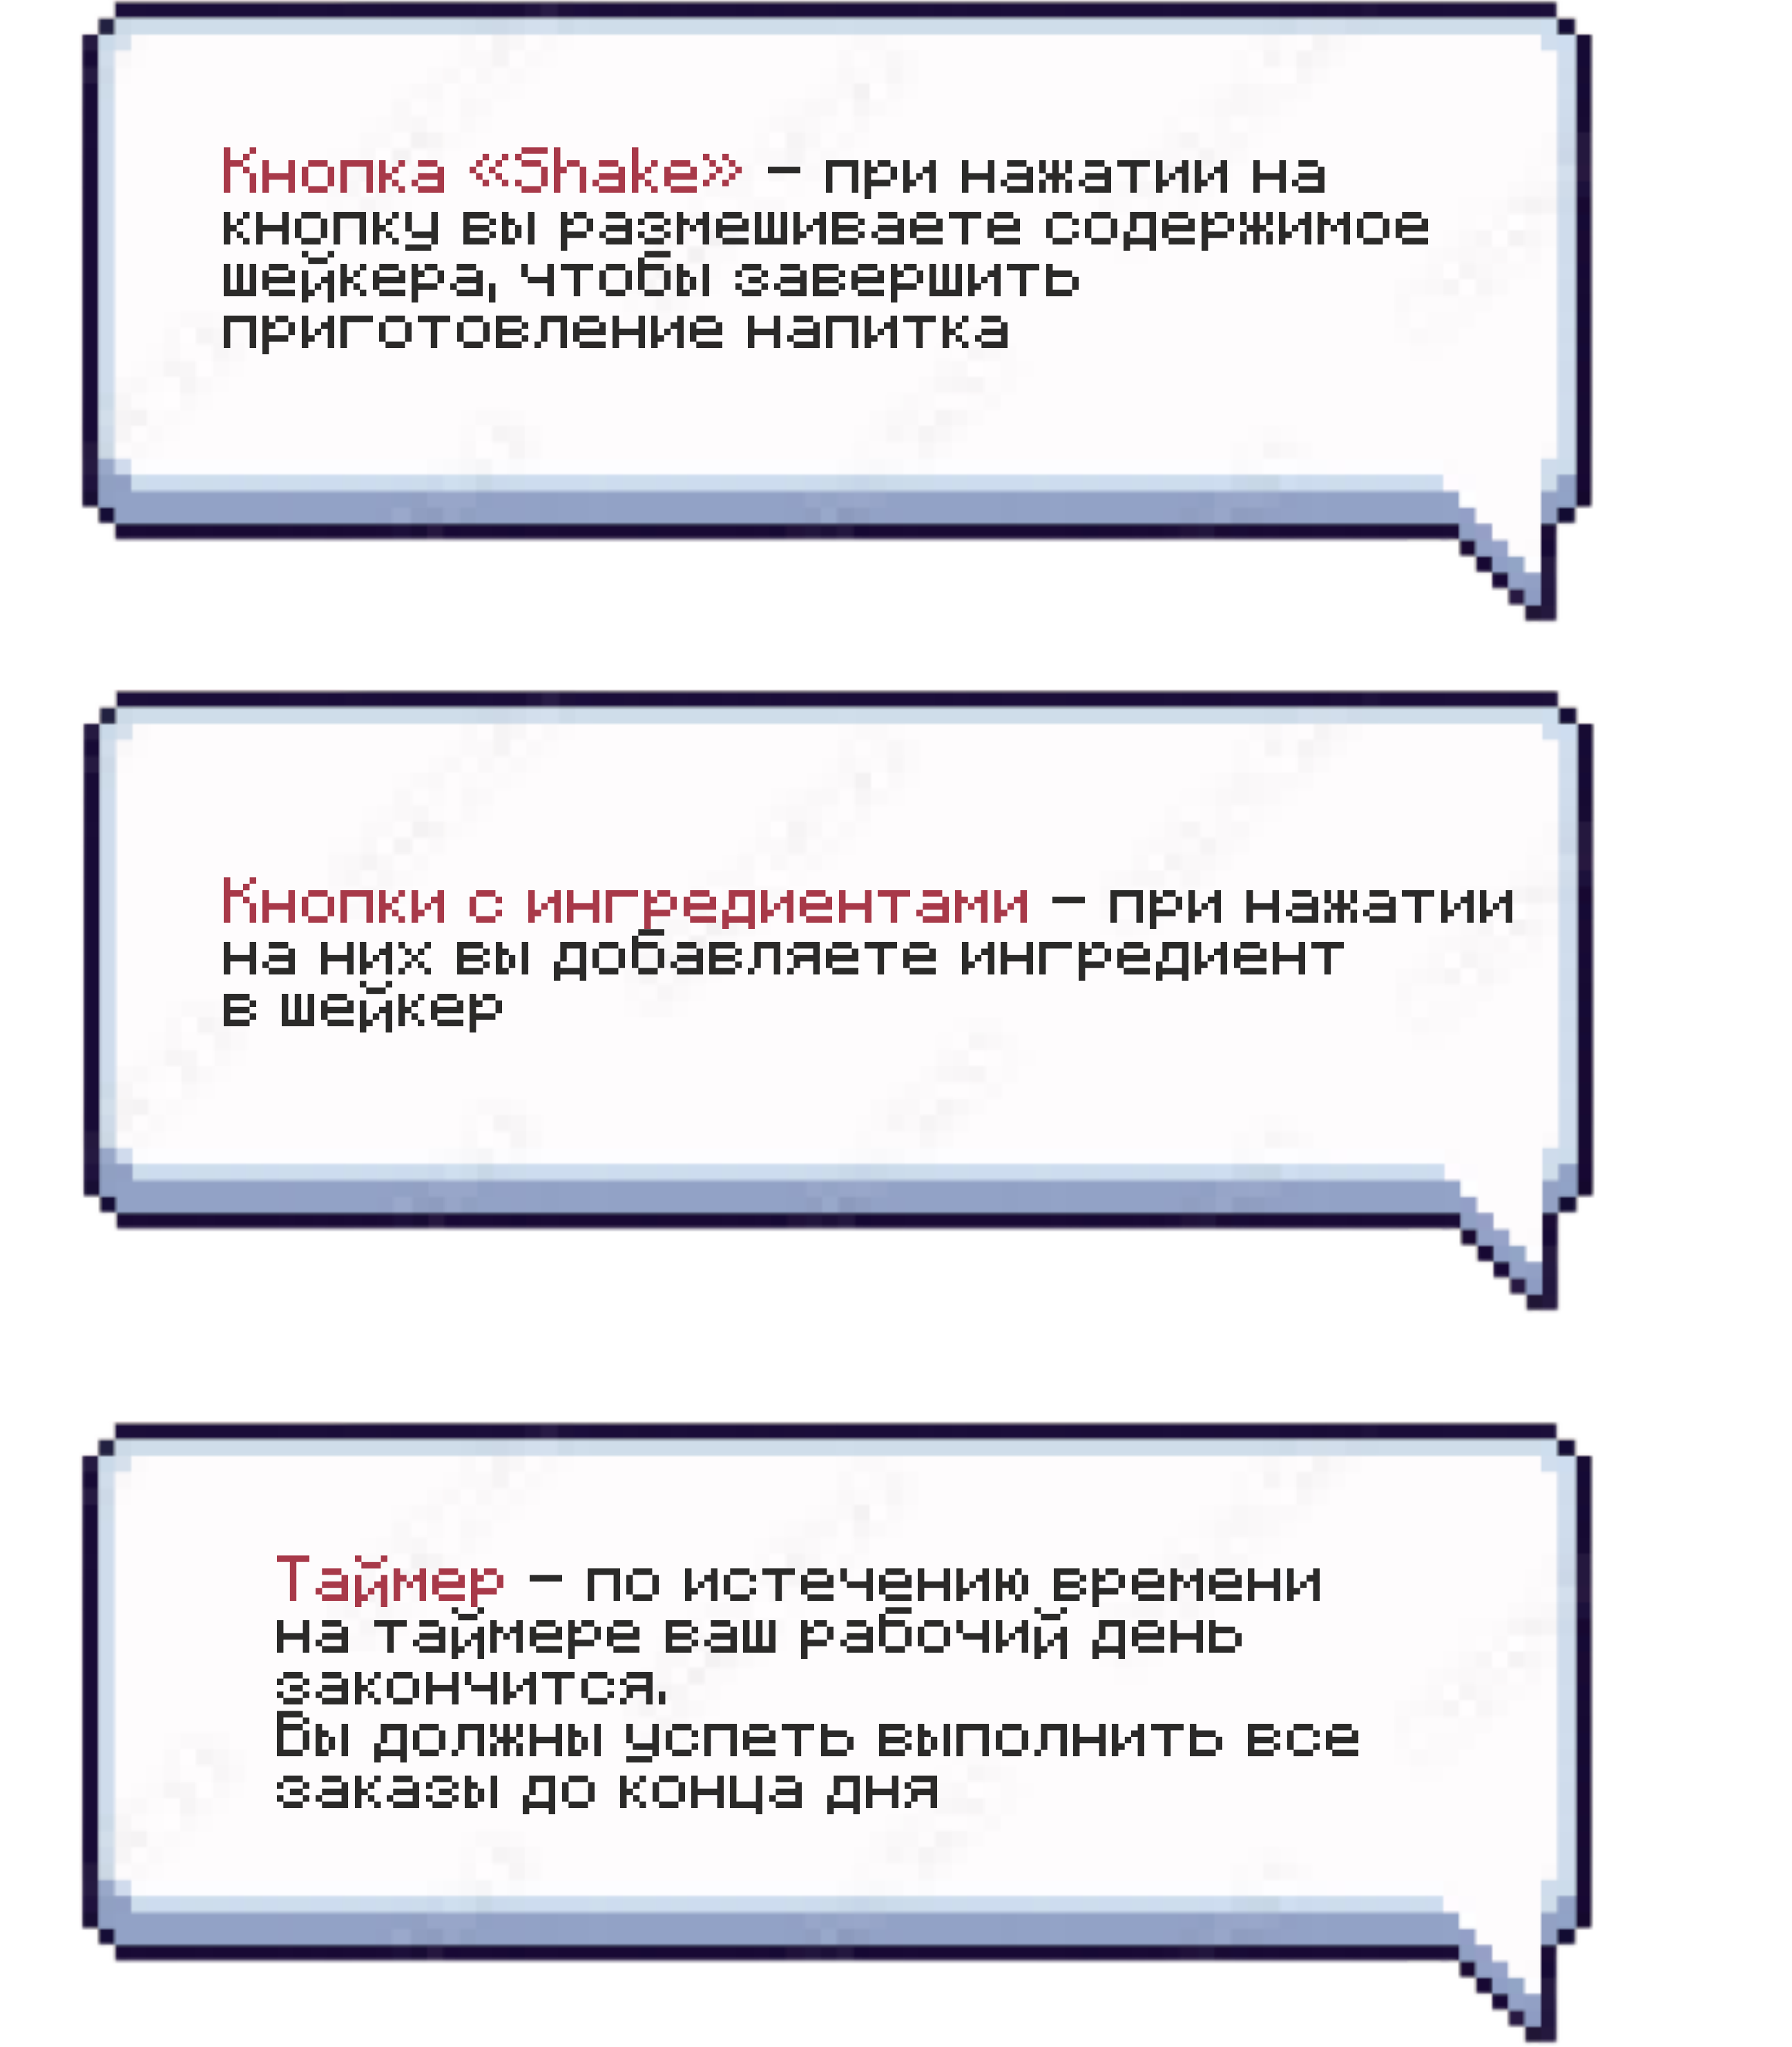 Кнопка «Shake» – при нажатии на
кнопку вы размешиваете содержимое
шейкера, чтобы завершить
приготовление напитка
Кнопки с ингредиентами – при нажатии
на них вы добавляете ингредиент
в шейкер
Таймер – по истечению времени
на таймере ваш рабочий день
закончится.
Вы должны успеть выполнить все
заказы до конца дня